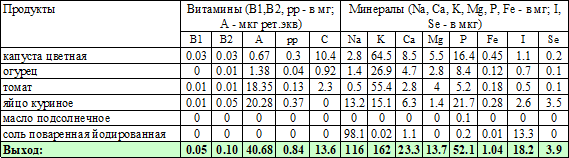 Продукты Витамины (В1,В2, рр - в мг; А - мкг рет.экв) Минералы (Na, Ca, K, Mg, P, Fe - в мг; I, Se - в мкг)
B1 B2 A pp C Na K Ca Mg P Fe I Se
капуста цветная 0.03 0.03 0.67 0.3 10.4 2.8 64.5 8.5 5.5 16.4 0.45 1.1 0.2
огурец 0 0.01 1.38 0.04 0.92 1.4 26.9 4.7 2.8 8.4 0.12 0.7 0.1
томат 0.01 0.01 18.35 0.13 2.3 0.5 55.4 2.8 4 5.2 0.18 0.5 0.1
яйцо куриное 0.01 0.05 20.28 0.37 0 13.2 15.1 6.3 1.4 21.7 0.28 2.6 3.5
масло подсолнечное 0 0 0 0 0 0 0 0 0 0.1 0 0 0
соль поваренная йодированная 0 0 0 0 0 98.1 0.02 1.1 0 0.2 0.01 13.3 0
Выход: 0.05 0.10 40.68 0.84 13.6 116 162 23.3 13.7 52.1 1.04 18.2 3.9